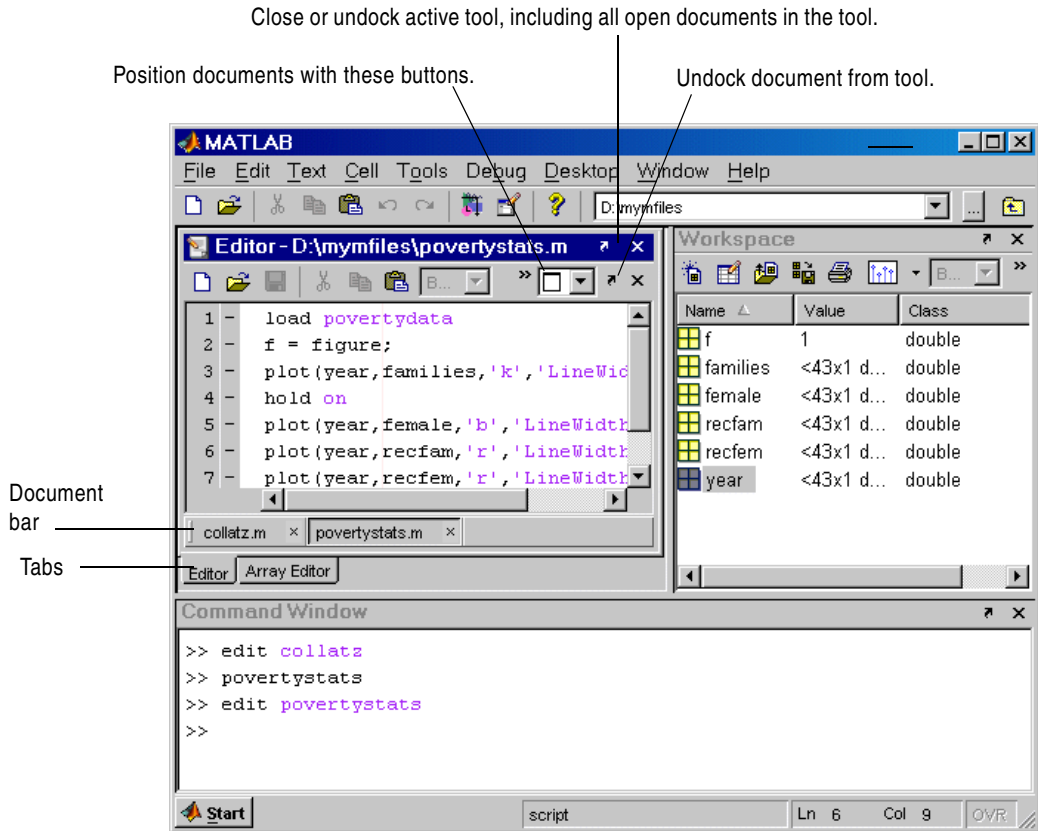 Close or undock active tool, including all open documents in the tool.
Position documents with these buttons.
Undock document from tool.
MATLAB
File Edit Text Cell Tools Debug Desktop Window Help
D:\mymfiles
...
Editor - D:\mymfiles\povertystats.m
B...
»
1 - load povertydata
2 - f = figure;
3 - plot(year,families,'k','LineWid
4 - hold on
5 - plot(year,female,'b','LineWidth
6 - plot(year,recfam,'r','LineWidth
7 - plot(year,recfem,'r','LineWidth
collatz.m × povertystats.m ×
Editor Array Editor
Document
bar
Tabs
Workspace
B...
»
Name Value Class
f 1 double
families <43x1 d... double
female <43x1 d... double
recfam <43x1 d... double
recfem <43x1 d... double
year <43x1 d... double
Command Window
>> edit collatz
>> povertystats
>> edit povertystats
>>
Start script Ln 6 Col 9 OVR